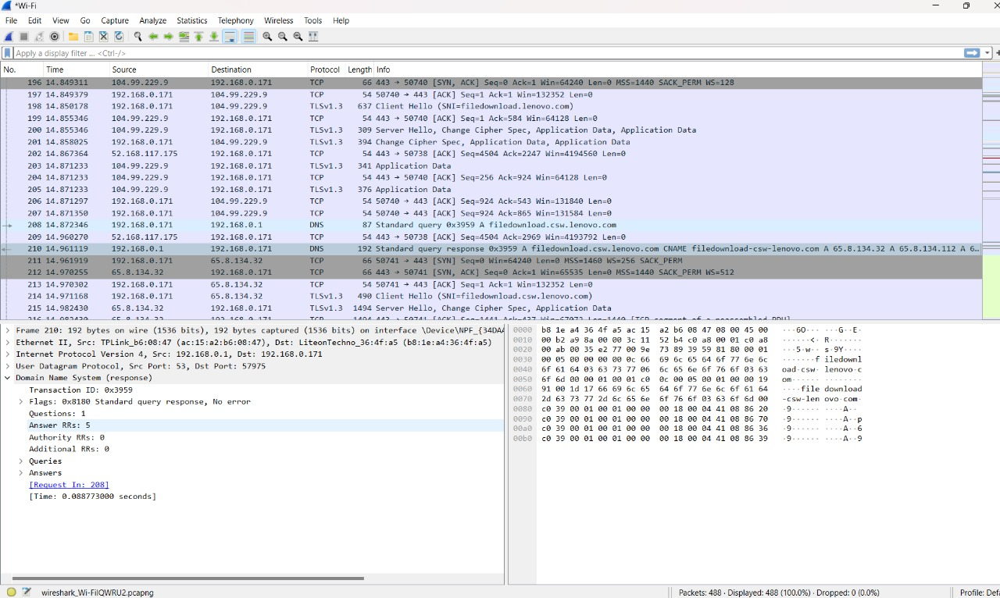 *Wi-Fi
File Edit View Go Capture Analyze Statistics Telephony Wireless Tools Help
Apply a display filter ... <Ctrl-/>
No. Time Source Destination Protocol Length Info
196 14.849311 104.99.229.9 192.168.0.171 TCP 66 443 → 50740 [SYN, ACK] Seq=0 Ack=1 Win=64240 Len=0 MSS=1440 SACK_PERM WS=128
197 14.849379 192.168.0.171 104.99.229.9 TCP 54 50740 → 443 [ACK] Seq=1 Ack=1 Win=132352 Len=0
198 14.850178 192.168.0.171 104.99.229.9 TLSv1.3 637 Client Hello (SNI=filedownload.lenovo.com)
199 14.855346 104.99.229.9 192.168.0.171 TCP 54 443 → 50740 [ACK] Seq=1 Ack=584 Win=64128 Len=0
200 14.855346 104.99.229.9 192.168.0.171 TLSv1.3 309 Server Hello, Change Cipher Spec, Application Data, Application Data
201 14.858025 192.168.0.171 104.99.229.9 TLSv1.3 394 Change Cipher Spec, Application Data, Application Data
202 14.867364 52.168.117.175 192.168.0.171 TCP 54 443 → 50738 [ACK] Seq=4504 Ack=2247 Win=4194560 Len=0
203 14.871233 104.99.229.9 192.168.0.171 TLSv1.3 341 Application Data
204 14.871233 104.99.229.9 192.168.0.171 TCP 54 443 → 50740 [ACK] Seq=256 Ack=924 Win=64128 Len=0
205 14.871233 104.99.229.9 192.168.0.171 TLSv1.3 376 Application Data
206 14.871297 192.168.0.171 104.99.229.9 TCP 54 50740 → 443 [ACK] Seq=924 Ack=543 Win=131840 Len=0
207 14.871350 192.168.0.171 104.99.229.9 TCP 54 50740 → 443 [ACK] Seq=924 Ack=865 Win=131584 Len=0
208 14.872346 192.168.0.171 192.168.0.1 DNS 87 Standard query 0x3959 A filedownload.csw.lenovo.com
209 14.960270 52.168.117.175 192.168.0.171 TCP 54 443 → 50738 [ACK] Seq=4504 Ack=2969 Win=4193792 Len=0
210 14.961119 192.168.0.1 192.168.0.171 DNS 192 Standard query response 0x3959 A filedownload.csw.lenovo.com CNAME filedownload-csw-lenovo.com A 65.8.134.32 A 65.8.134.112 A 6…
211 14.961919 192.168.0.171 65.8.134.32 TCP 66 50741 → 443 [SYN] Seq=0 Win=64240 Len=0 MSS=1460 WS=256 SACK_PERM
212 14.970255 65.8.134.32 192.168.0.171 TCP 66 443 → 50741 [SYN, ACK] Seq=0 Ack=1 Win=65535 Len=0 MSS=1440 SACK_PERM WS=512
213 14.970302 192.168.0.171 65.8.134.32 TCP 54 50741 → 443 [ACK] Seq=1 Ack=1 Win=132352 Len=0
214 14.971168 192.168.0.171 65.8.134.32 TLSv1.3 490 Client Hello (SNI=filedownload.csw.lenovo.com)
215 14.982430 65.8.134.32 192.168.0.171 TLSv1.3 1494 Server Hello, Change Cipher Spec, Application Data
Frame 210: 192 bytes on wire (1536 bits), 192 bytes captured (1536 bits) on interface \Device\NPF_{34DA
Ethernet II, Src: TPLink_b6:08:47 (ac:15:a2:b6:08:47), Dst: LiteonTechno_36:4f:a5 (b8:1e:a4:36:4f:a5)
Internet Protocol Version 4, Src: 192.168.0.1, Dst: 192.168.0.171
User Datagram Protocol, Src Port: 53, Dst Port: 57975
Domain Name System (response)
Transaction ID: 0x3959
Flags: 0x8180 Standard query response, No error
Questions: 1
Answer RRs: 5
Authority RRs: 0
Additional RRs: 0
Queries
Answers
[Request In: 208]
[Time: 0.088773000 seconds]
0000 b8 1e a4 36 4f a5 ac 15 a2 b6 08 47 08 00 45 00 ···6O······G··E·
0010 00 b2 a9 8a 00 00 3c 11 52 b4 c0 a8 00 01 c0 a8 ······<·R·······
0020 00 ab 00 35 e2 77 00 9e 73 89 39 59 81 80 00 01 ···5·w··s·9Y····
0030 00 05 00 00 00 00 0c 66 69 6c 65 64 6f 77 6e 6c ·······f iledownl
0040 6f 61 64 03 63 73 77 06 6c 65 6e 6f 76 6f 03 63 oad·csw· lenovo·c
0050 6f 6d 00 00 01 00 01 c0 0c 00 05 00 01 00 00 19 om······ ········
0060 91 00 1d 17 66 69 6c 65 64 6f 77 6e 6c 6f 61 64 ····file download
0070 2d 63 73 77 2d 6c 65 6e 6f 76 6f 03 63 6f 6d 00 -csw-len ovo·com·
0080 c0 39 00 01 00 01 00 00 00 18 00 04 41 08 86 20 ·9······ ····A··
0090 c0 39 00 01 00 01 00 00 00 18 00 04 41 08 86 70 ·9······ ····A··p
00a0 c0 39 00 01 00 01 00 00 00 18 00 04 41 08 86 36 ·9······ ····A··6
00b0 c0 39 00 01 00 01 00 00 00 18 00 04 41 08 86 39 ·9······ ····A··9
wireshark_Wi-FiIQWRU2.pcapng
Packets: 488 · Displayed: 488 (100.0%) · Dropped: 0 (0.0%)
Profile: Def